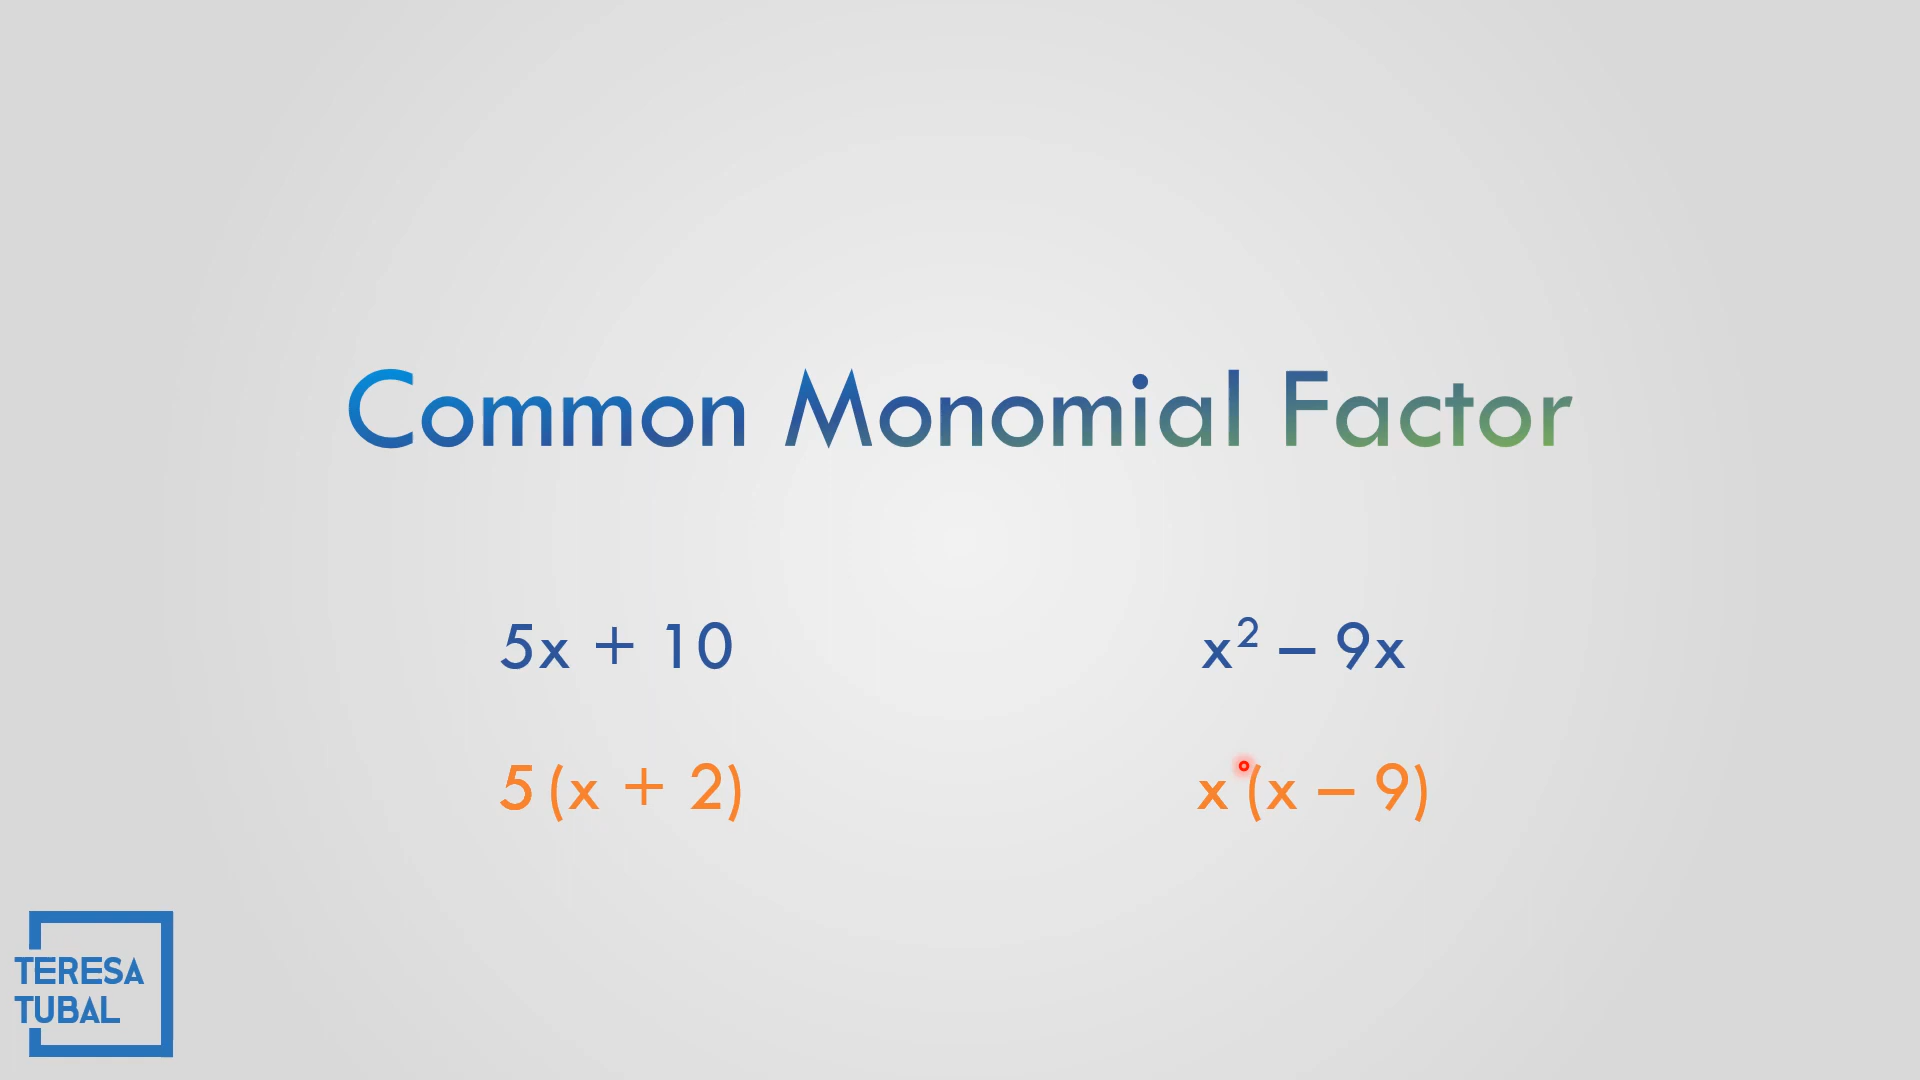 Common Monomial Factor
5x + 10
x² – 9x
5 (x + 2)
x (x – 9)
TERESA
TUBAL